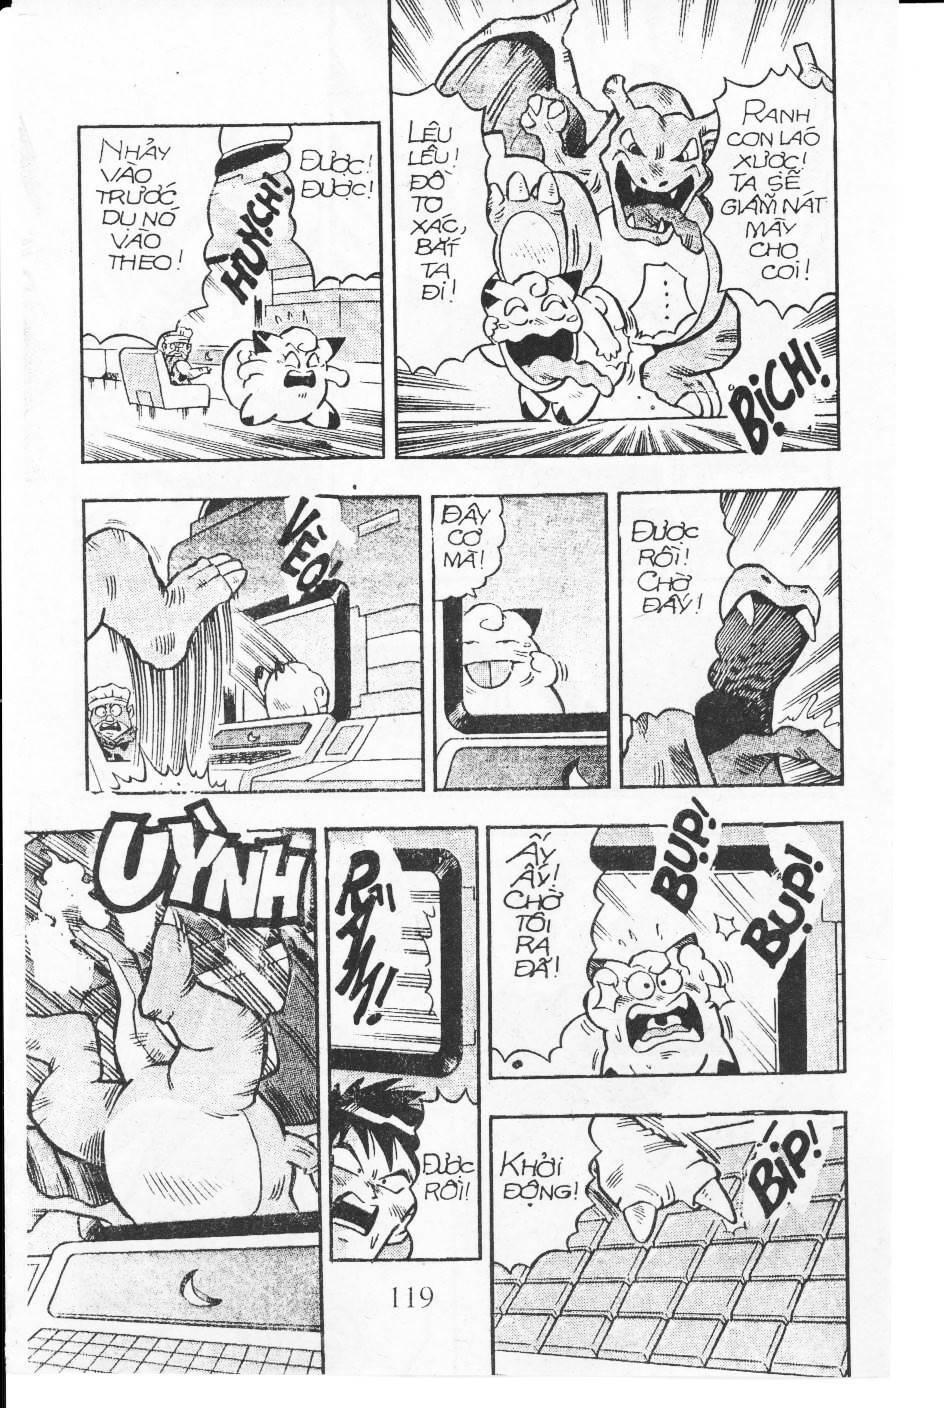 NHẢY
VÀO
TRƯỚC
DỤ NÓ
VÀO
THEO!
ĐƯỢC!
ĐƯỢC!
HUỴCH!
LÊU
LÊU!
ĐỒ
TO
XÁC,
BẮT
TA
ĐI!
RANH
CON LÁO
XƯỢC!
TA SẼ
GIẪM NÁT
MÀY
CHO
COI!
BỊCH!
VÈO!
ĐÂY
CƠ
MÀ!
ĐƯỢC
RỒI!
CHỜ
ĐẤY!
UỲNH
RẦM!
ĐƯỢC
RỒI!
ẤY
ẤY!
CHỜ
TÔI
RA
ĐÃ!
BỤP!
BỤP!
KHỞI
ĐỘNG!
BÍP!
119